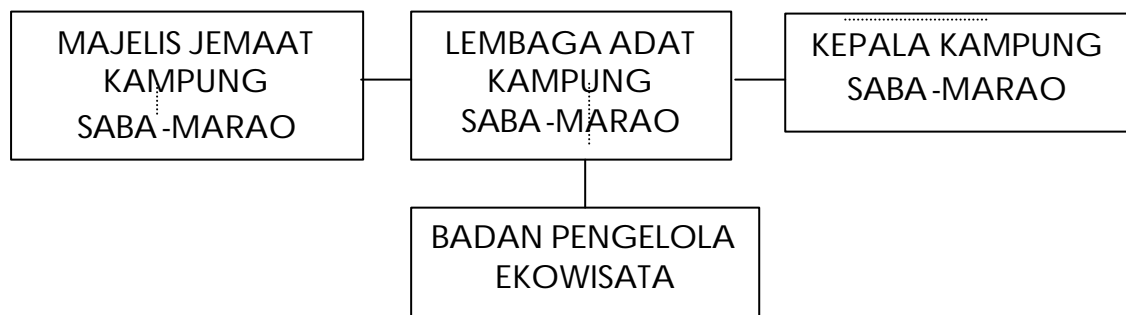 MAJELIS JEMAAT
KAMPUNG
SABA-MARAO
LEMBAGA ADAT
KAMPUNG
SABA-MARAO
KEPALA KAMPUNG
SABA-MARAO
BADAN PENGELOLA
EKOWISATA